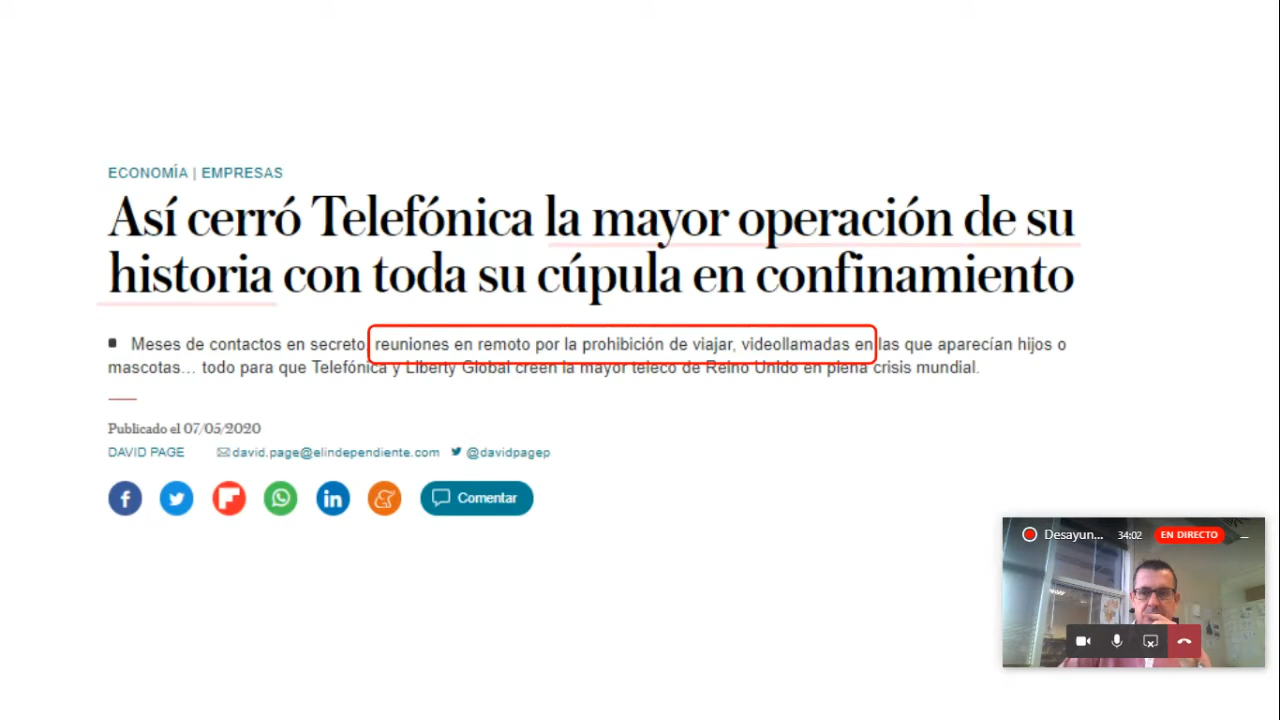 ECONOMÍA | EMPRESAS
Así cerró Telefónica la mayor operación de su
historia con toda su cúpula en confinamiento
Meses de contactos en secreto, reuniones en remoto por la prohibición de viajar, videollamadas en las que aparecían hijos o
mascotas... todo para que Telefónica y Liberty Global creen la mayor teleco de Reino Unido en plena crisis mundial.
Publicado el 07/05/2020
DAVID PAGE david.page@elindependiente.com @davidpagep
Comentar
Desayun... 34:02 EN DIRECTO